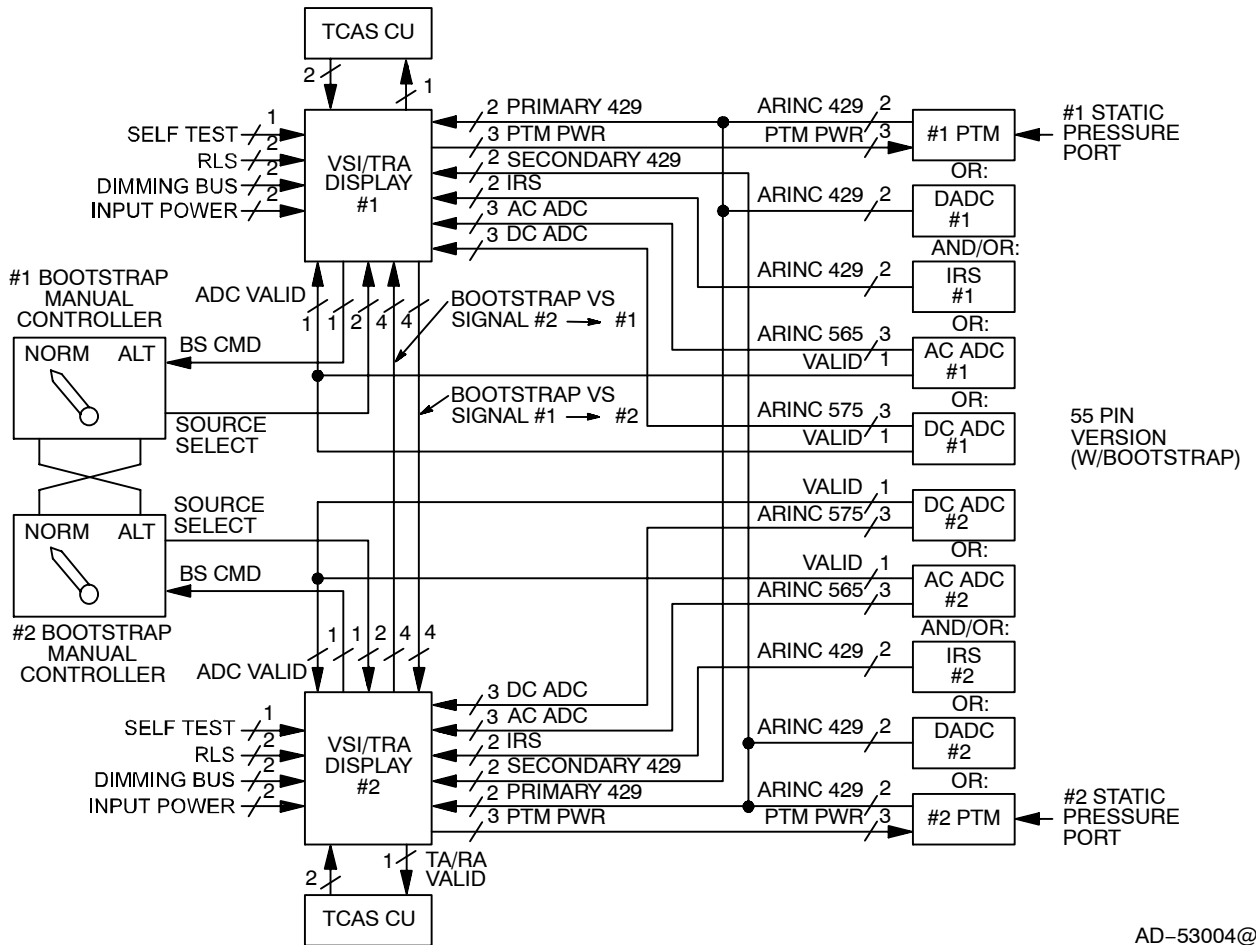 TCAS CU
2
1
SELF TEST 1
RLS 2
DIMMING BUS 2
INPUT POWER 2
VSI/TRA
DISPLAY
#1
2 PRIMARY 429
3 PTM PWR
2 SECONDARY 429
2 IRS
3 AC ADC
3 DC ADC
ARINC 429 2
PTM PWR 3
#1 PTM
#1 STATIC
PRESSURE
PORT
OR:
ARINC 429 2
DADC
#1
AND/OR:
ARINC 429 2
IRS
#1
OR:
ARINC 565 3
VALID 1
AC ADC
#1
OR:
ARINC 575 3
VALID 1
DC ADC
#1
#1 BOOTSTRAP
MANUAL
CONTROLLER
NORM ALT
ADC VALID
1 1 2 4 4
BS CMD
SOURCE
SELECT
BOOTSTRAP VS
SIGNAL #2 → #1
BOOTSTRAP VS
SIGNAL #1 → #2
55 PIN
VERSION
(W/BOOTSTRAP)
NORM ALT
SOURCE
SELECT
BS CMD
#2 BOOTSTRAP
MANUAL
CONTROLLER
ADC VALID
1 1 2 4 4
VALID 1
ARINC 575 3
DC ADC
#2
OR:
VALID 1
ARINC 565 3
AC ADC
#2
AND/OR:
ARINC 429 2
IRS
#2
OR:
ARINC 429 2
DADC
#2
OR:
ARINC 429 2
PTM PWR 3
#2 PTM
#2 STATIC
PRESSURE
PORT
SELF TEST 1
RLS 2
DIMMING BUS 2
INPUT POWER 2
VSI/TRA
DISPLAY
#2
3 DC ADC
3 AC ADC
2 IRS
2 SECONDARY 429
2 PRIMARY 429
3 PTM PWR
2
1
TA/RA
VALID
TCAS CU
AD–53004@